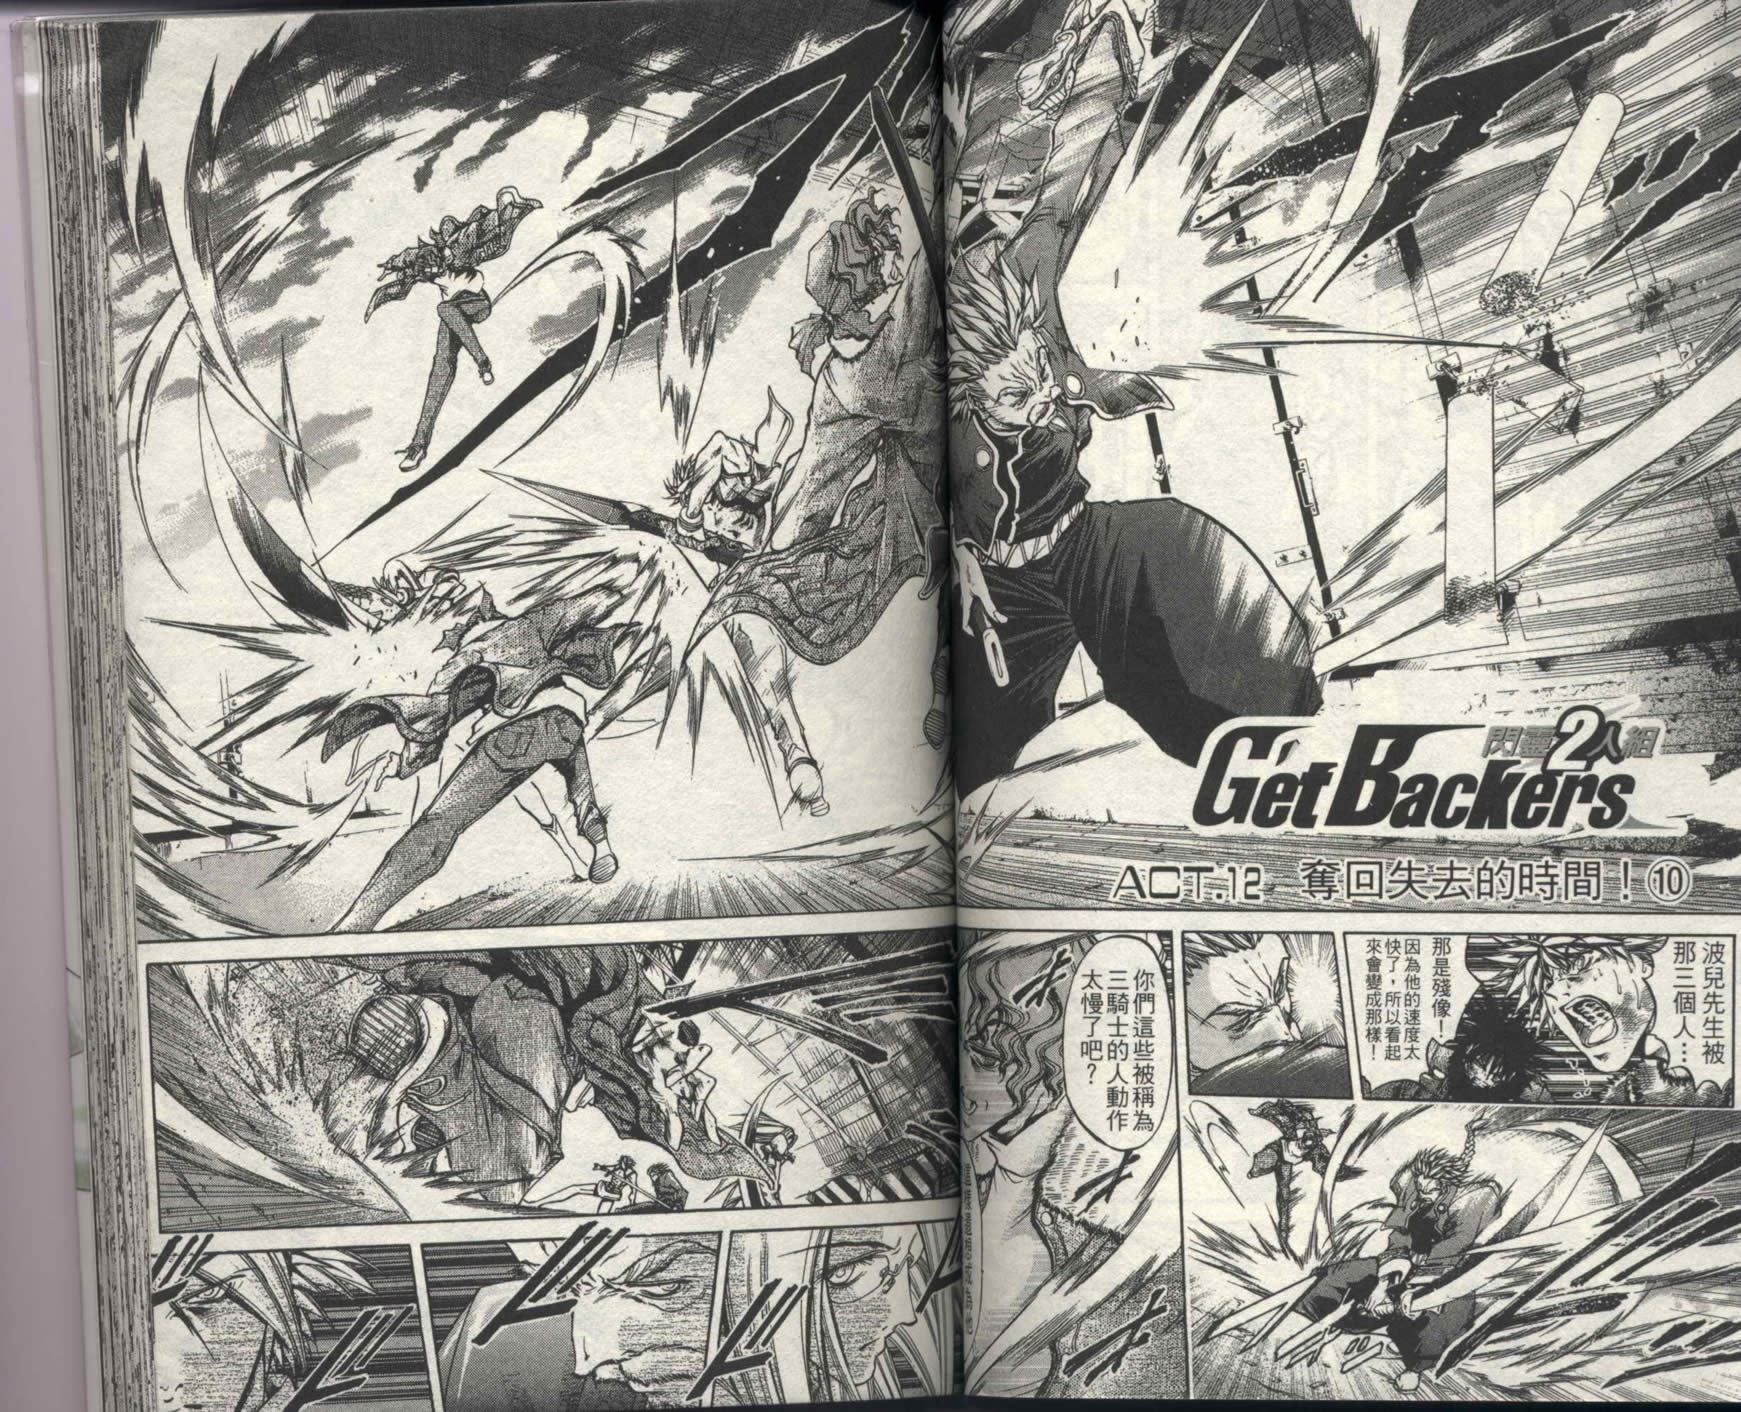 閃靈2人組
GetBackers
ACT.12 奪回失去的時間！⑩
波兒先生被
那三個人…
那是殘像！
因為他的速度太
快了，所以看起
來會變成那樣！
你們這些被稱為
三騎士的人動作
太慢了吧？